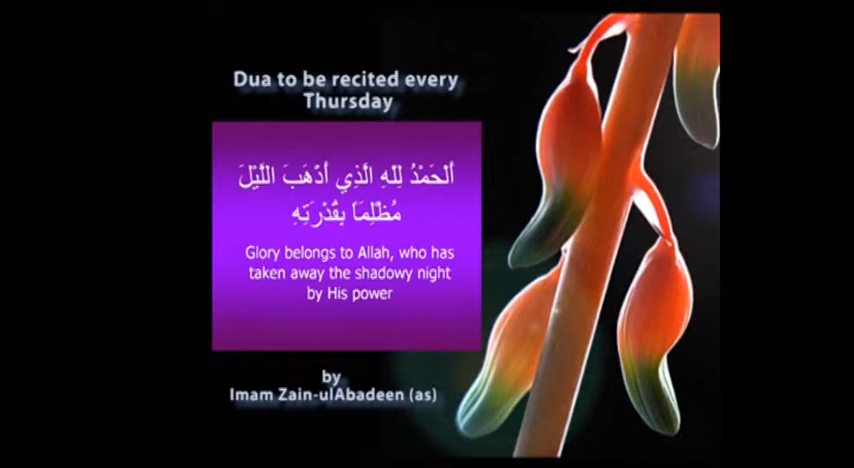 Dua to be recited every
Thursday
أَلْحَمْدُ لِلّهِ الَّذِي أَذْهَبَ اللَّيْلَ
مُظْلِمَاً بِقُدْرَتِهِ
Glory belongs to Allah, who has
taken away the shadowy night
by His power
by
Imam Zain-ulAbadeen (as)